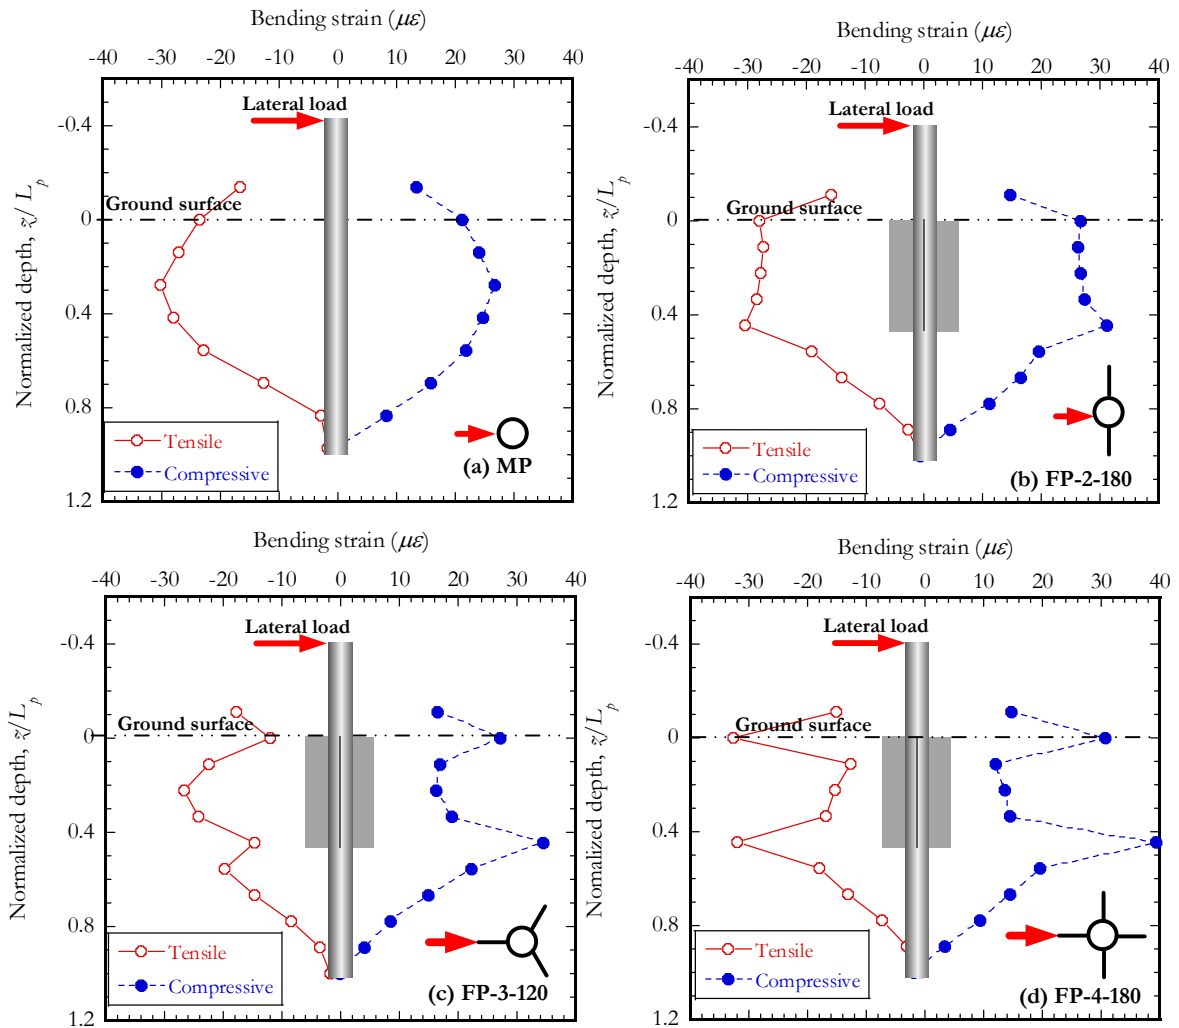 Bending strain (με)
-40 -30 -20 -10 0 10 20 30 40
Lateral load
-0.4
Ground surface
0
0.4
0.8
1.2
Normalized depth, z/L_p
Tensile
Compressive
(a) MP
Bending strain (με)
-40 -30 -20 -10 0 10 20 30 40
Lateral load
-0.4
Ground surface
0
0.4
0.8
1.2
Normalized depth, z/L_p
Tensile
Compressive
(b) FP-2-180
Bending strain (με)
-40 -30 -20 -10 0 10 20 30 40
Lateral load
-0.4
Ground surface
0
0.4
0.8
1.2
Normalized depth, z/L_p
Tensile
Compressive
(c) FP-3-120
Bending strain (με)
-40 -30 -20 -10 0 10 20 30 40
Lateral load
-0.4
Ground surface
0
0.4
0.8
1.2
Nomalized depth, z/L_p
Tensile
Compressive
(d) FP-4-180